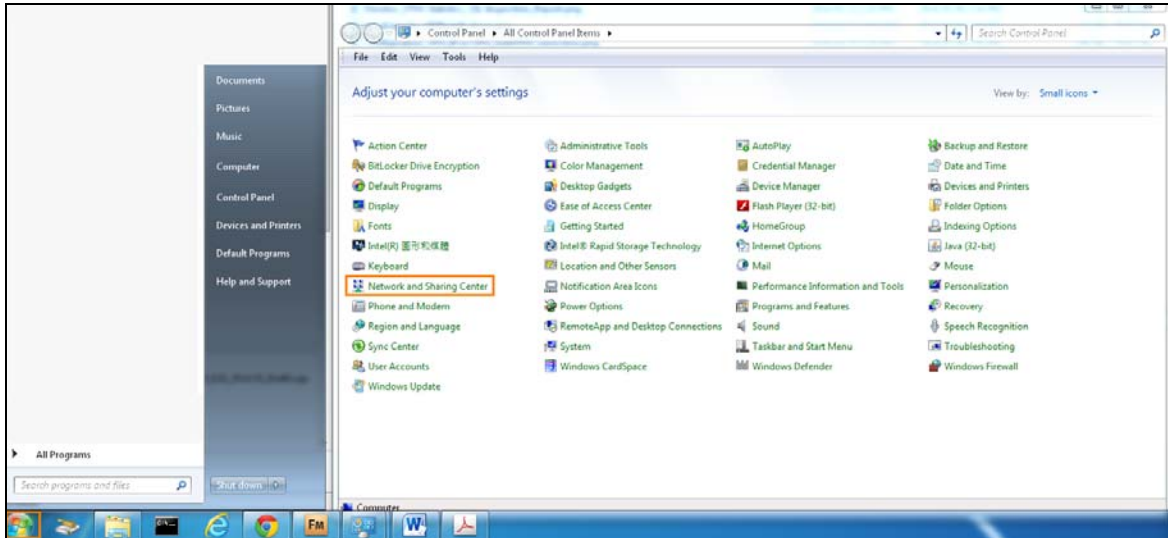 Control Panel ▸ All Control Panel Items ▸
Search Control Panel
File Edit View Tools Help
Adjust your computer's settings
View by: Small icons
Action Center
Administrative Tools
AutoPlay
Backup and Restore
BitLocker Drive Encryption
Color Management
Credential Manager
Date and Time
Default Programs
Desktop Gadgets
Device Manager
Devices and Printers
Display
Ease of Access Center
Flash Player (32-bit)
Folder Options
Fonts
Getting Started
HomeGroup
Indexing Options
Intel(R) 圖形和媒體
Intel® Rapid Storage Technology
Internet Options
Java (32-bit)
Keyboard
Location and Other Sensors
Mail
Mouse
Network and Sharing Center
Notification Area Icons
Performance Information and Tools
Personalization
Phone and Modem
Power Options
Programs and Features
Recovery
Region and Language
RemoteApp and Desktop Connections
Sound
Speech Recognition
Sync Center
System
Taskbar and Start Menu
Troubleshooting
User Accounts
Windows CardSpace
Windows Defender
Windows Firewall
Windows Update
Computer
Documents
Pictures
Music
Computer
Control Panel
Devices and Printers
Default Programs
Help and Support
All Programs
Search programs and files
Shut down
FM
W